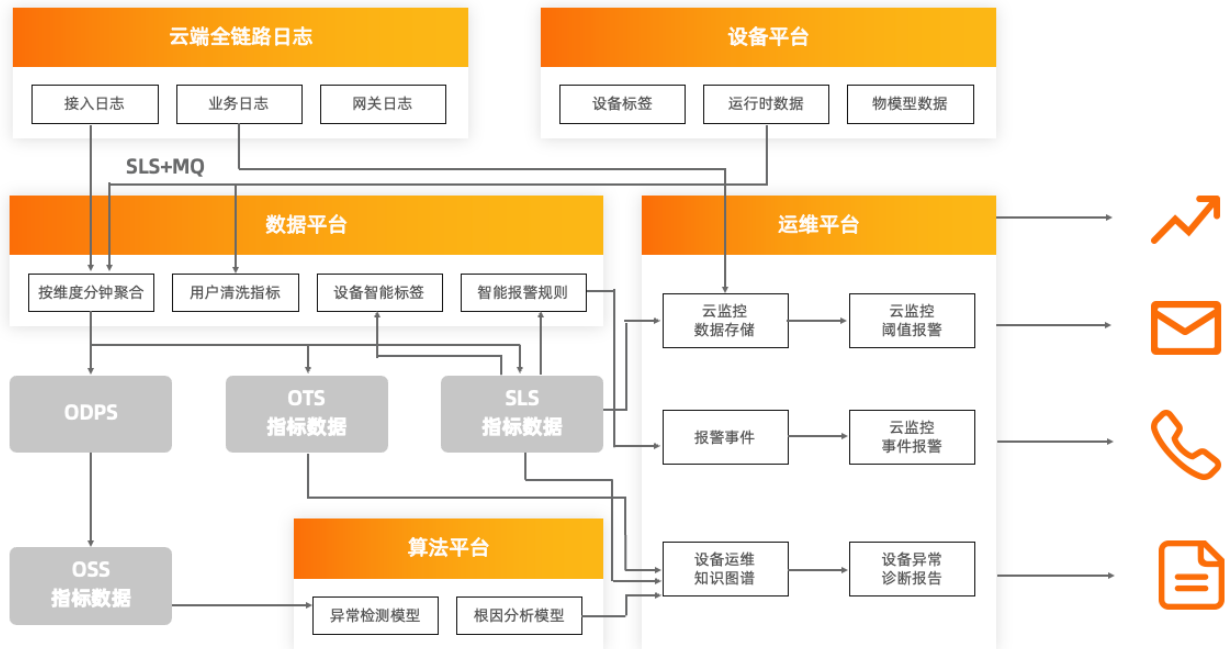 云端全链路日志
设备平台
接入日志
业务日志
网关日志
设备标签
运行时数据
物模型数据
SLS+MQ
数据平台
运维平台
按维度分钟聚合
用户清洗指标
设备智能标签
智能报警规则
云监控
数据存储
云监控
阈值报警
ODPS
OTS
指标数据
SLS
指标数据
报警事件
云监控
事件报警
算法平台
OSS
指标数据
异常检测模型
根因分析模型
设备运维
知识图谱
设备异常
诊断报告